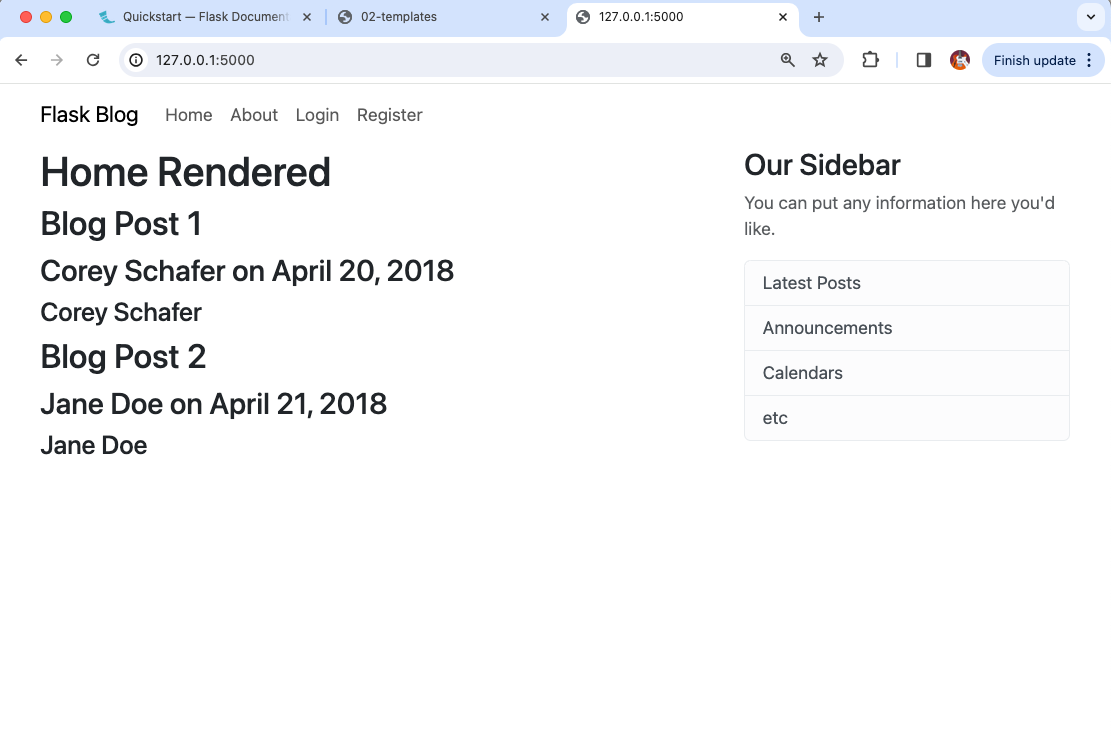 Quickstart — Flask Document
02-templates
127.0.0.1:5000
127.0.0.1:5000
Finish update
Flask Blog Home About Login Register
Home Rendered
Blog Post 1
Corey Schafer on April 20, 2018
Corey Schafer
Blog Post 2
Jane Doe on April 21, 2018
Jane Doe
Our Sidebar
You can put any information here you'd
like.
Latest Posts
Announcements
Calendars
etc